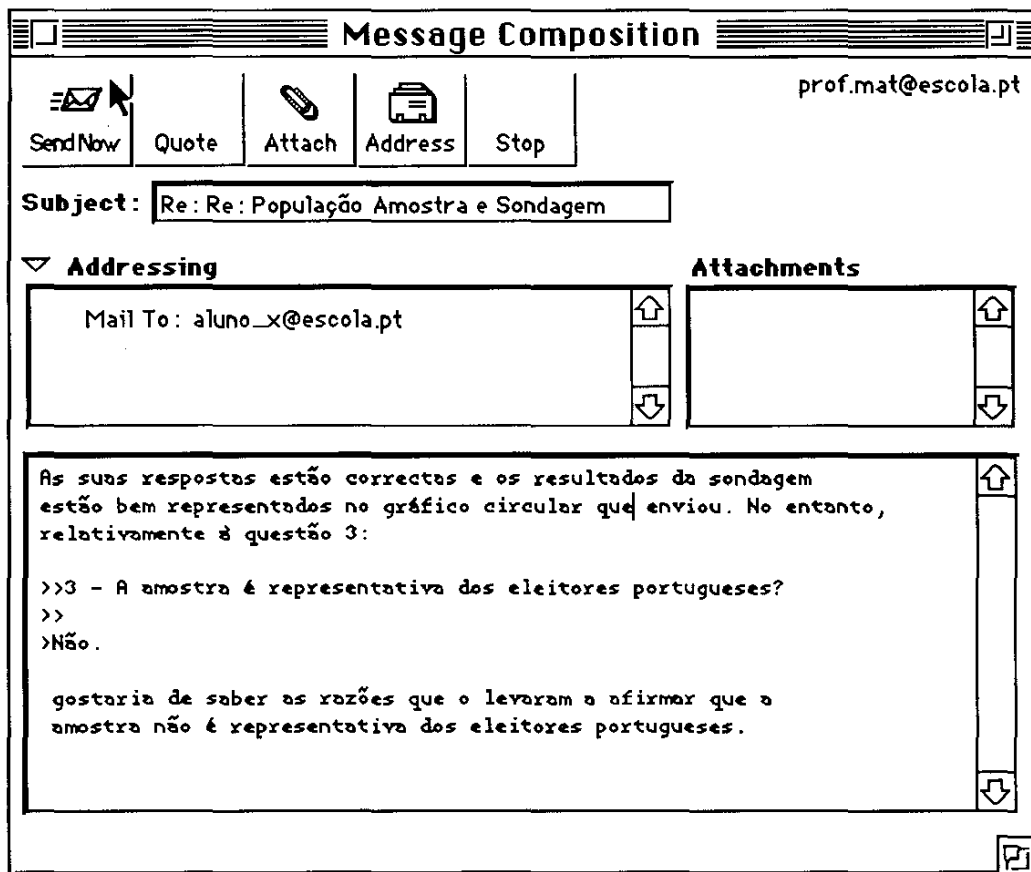 Message Composition
prof.mat@escola.pt
Send Now Quote Attach Address Stop
Subject: Re: Re: População Amostra e Sondagem
Addressing Attachments
Mail To: aluno_x@escola.pt
As suas respostas estão correctas e os resultados da sondagem
estão bem representados no gráfico circular que enviou. No entanto,
relativamente à questão 3:
>>3 - A amostra é representativa dos eleitores portugueses?
>>
>Não.
gostaria de saber as razões que o levaram a afirmar que a
amostra não é representativa dos eleitores portugueses.